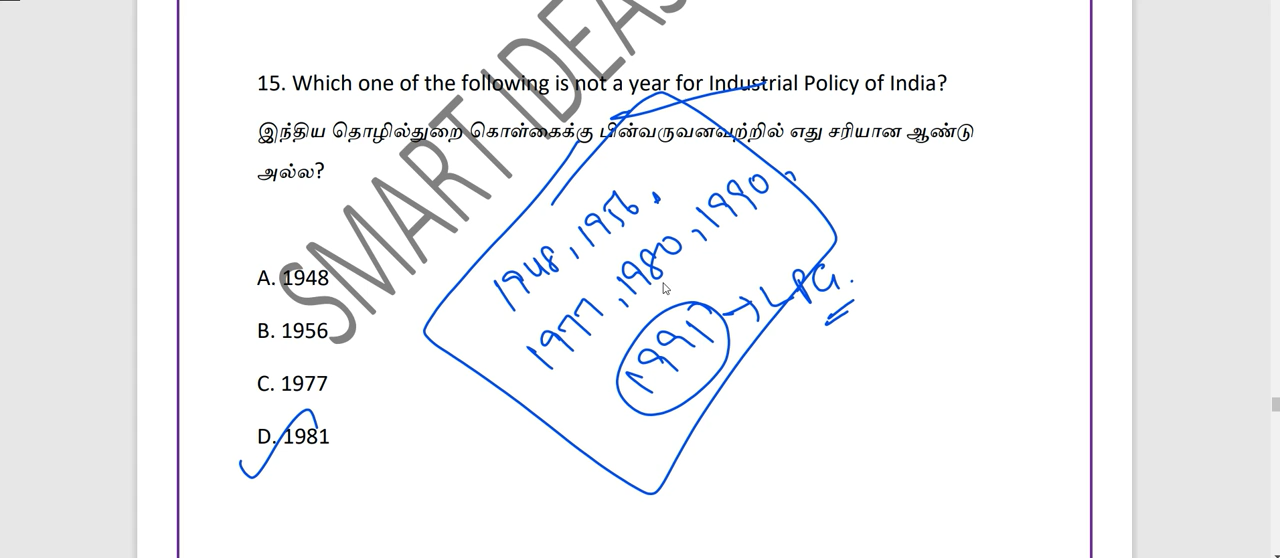 15. Which one of the following is not a year for Industrial Policy of India?
இந்திய தொழில்துறை கொள்கைக்கு பின்வருவனவற்றில் எது சரியான ஆண்டு
அல்ல?
SMART IDEAS
1948, 1956,
1977, 1980, 1990,
1991 → LPG.
A. 1948
B. 1956
C. 1977
D. 1981